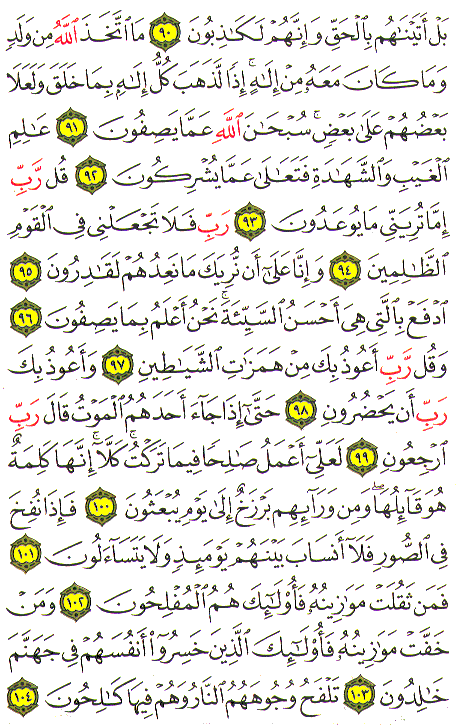 بَلْ أَتَيْنَٰهُم بِٱلْحَقِّ وَإِنَّهُمْ لَكَٰذِبُونَ ٩٠ مَا ٱتَّخَذَ ٱللَّهُ مِن وَلَدٍ
وَمَا كَانَ مَعَهُۥ مِنْ إِلَٰهٍ ۚ إِذًا لَّذَهَبَ كُلُّ إِلَٰهٍۭ بِمَا خَلَقَ وَلَعَلَا
بَعْضُهُمْ عَلَىٰ بَعْضٍ ۚ سُبْحَٰنَ ٱللَّهِ عَمَّا يَصِفُونَ ٩١ عَٰلِمِ
ٱلْغَيْبِ وَٱلشَّهَٰدَةِ فَتَعَٰلَىٰ عَمَّا يُشْرِكُونَ ٩٢ قُل رَّبِّ
إِمَّا تُرِيَنِّى مَا يُوعَدُونَ ٩٣ رَبِّ فَلَا تَجْعَلْنِى فِى ٱلْقَوْمِ
ٱلظَّٰلِمِينَ ٩٤ وَإِنَّا عَلَىٰٓ أَن نُّرِيَكَ مَا نَعِدُهُمْ لَقَٰدِرُونَ ٩٥
ٱدْفَعْ بِٱلَّتِى هِىَ أَحْسَنُ ٱلسَّيِّئَةَ ۚ نَحْنُ أَعْلَمُ بِمَا يَصِفُونَ ٩٦
وَقُل رَّبِّ أَعُوذُ بِكَ مِنْ هَمَزَٰتِ ٱلشَّيَٰطِينِ ٩٧ وَأَعُوذُ بِكَ
رَبِّ أَن يَحْضُرُونِ ٩٨ حَتَّىٰٓ إِذَا جَآءَ أَحَدَهُمُ ٱلْمَوْتُ قَالَ رَبِّ
ٱرْجِعُونِ ٩٩ لَعَلِّىٓ أَعْمَلُ صَٰلِحًا فِيمَا تَرَكْتُ ۚ كَلَّآ ۚ إِنَّهَا كَلِمَةٌ
هُوَ قَآئِلُهَا ۖ وَمِن وَرَآئِهِم بَرْزَخٌ إِلَىٰ يَوْمِ يُبْعَثُونَ ١٠٠ فَإِذَا نُفِخَ
فِى ٱلصُّورِ فَلَآ أَنسَابَ بَيْنَهُمْ يَوْمَئِذٍ وَلَا يَتَسَآءَلُونَ ١٠١
فَمَن ثَقُلَتْ مَوَٰزِينُهُۥ فَأُو۟لَٰٓئِكَ هُمُ ٱلْمُفْلِحُونَ ١٠٢ وَمَنْ
خَفَّتْ مَوَٰزِينُهُۥ فَأُو۟لَٰٓئِكَ ٱلَّذِينَ خَسِرُوٓا۟ أَنفُسَهُمْ فِى جَهَنَّمَ
خَٰلِدُونَ ١٠٣ تَلْفَحُ وُجُوهَهُمُ ٱلنَّارُ وَهُمْ فِيهَا كَٰلِحُونَ ١٠٤